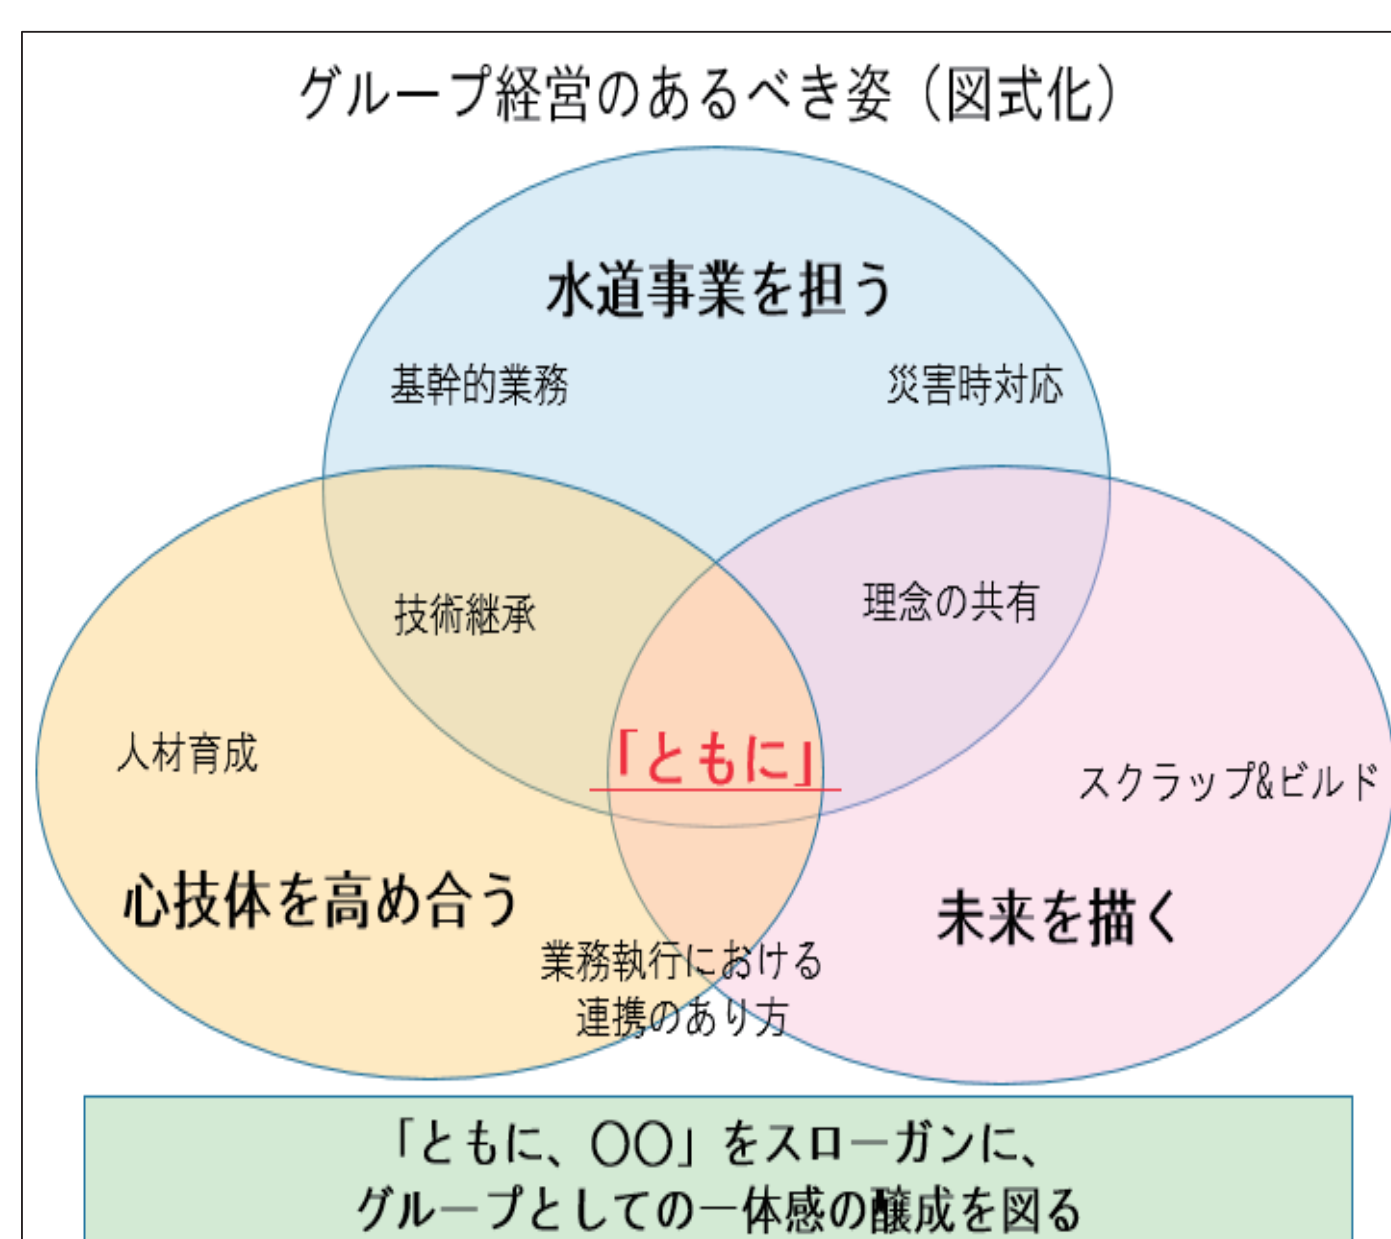 グループ経営のあるべき姿（図式化）
水道事業を担う
基幹的業務
災害時対応
技術継承
理念の共有
人材育成
「ともに」
スクラップ&ビルド
心技体を高め合う
未来を描く
業務執行における
連携のあり方
「ともに、〇〇」をスローガンに、
グループとしての一体感の醸成を図る